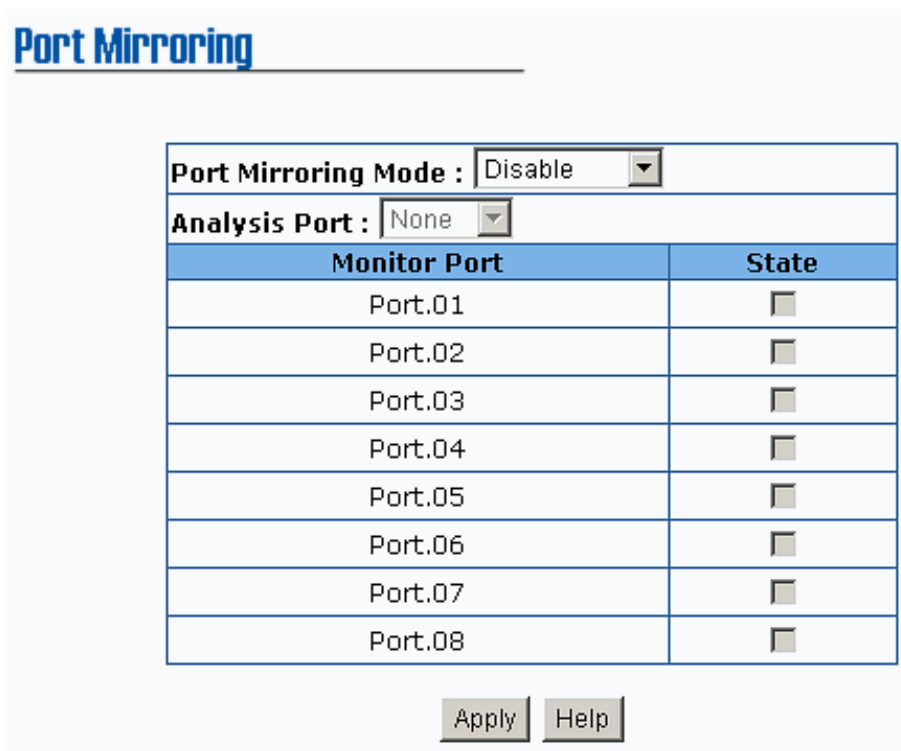 Port Mirroring
Port Mirroring Mode : Disable
Analysis Port : None
Monitor Port State
Port.01
Port.02
Port.03
Port.04
Port.05
Port.06
Port.07
Port.08
Apply Help